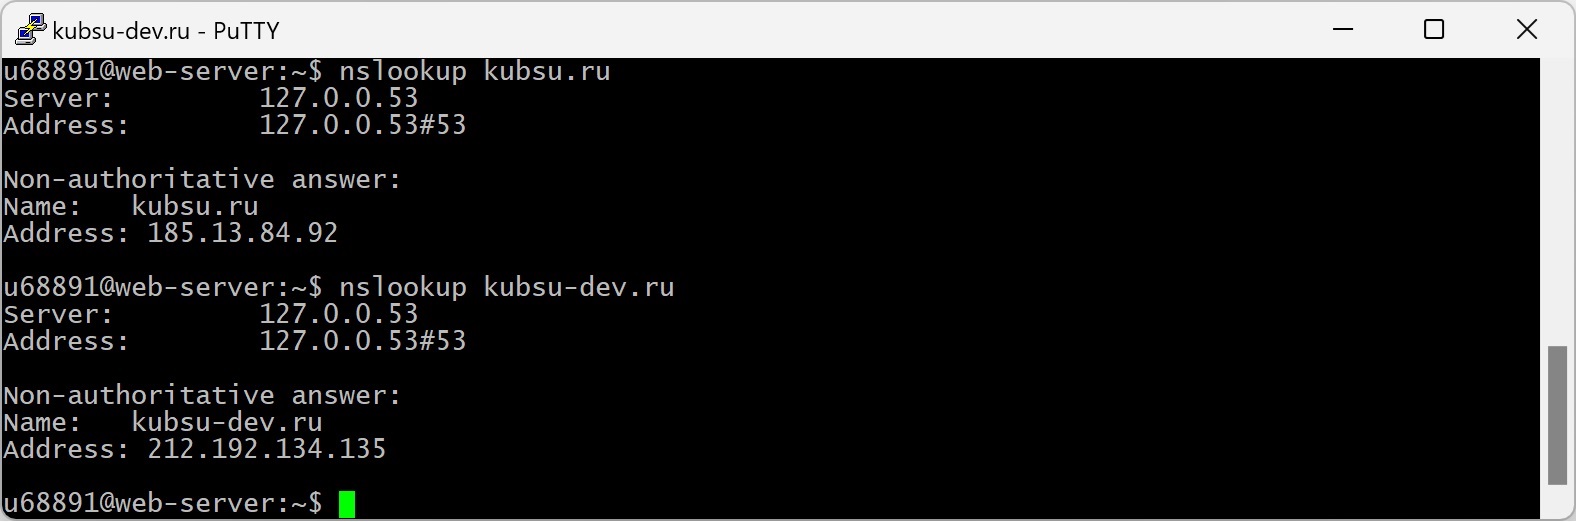 kubsu-dev.ru - PuTTY
u68891@web-server:~$ nslookup kubsu.ru
Server:         127.0.0.53
Address:        127.0.0.53#53
Non-authoritative answer:
Name:   kubsu.ru
Address: 185.13.84.92
u68891@web-server:~$ nslookup kubsu-dev.ru
Server:         127.0.0.53
Address:        127.0.0.53#53
Non-authoritative answer:
Name:   kubsu-dev.ru
Address: 212.192.134.135
u68891@web-server:~$